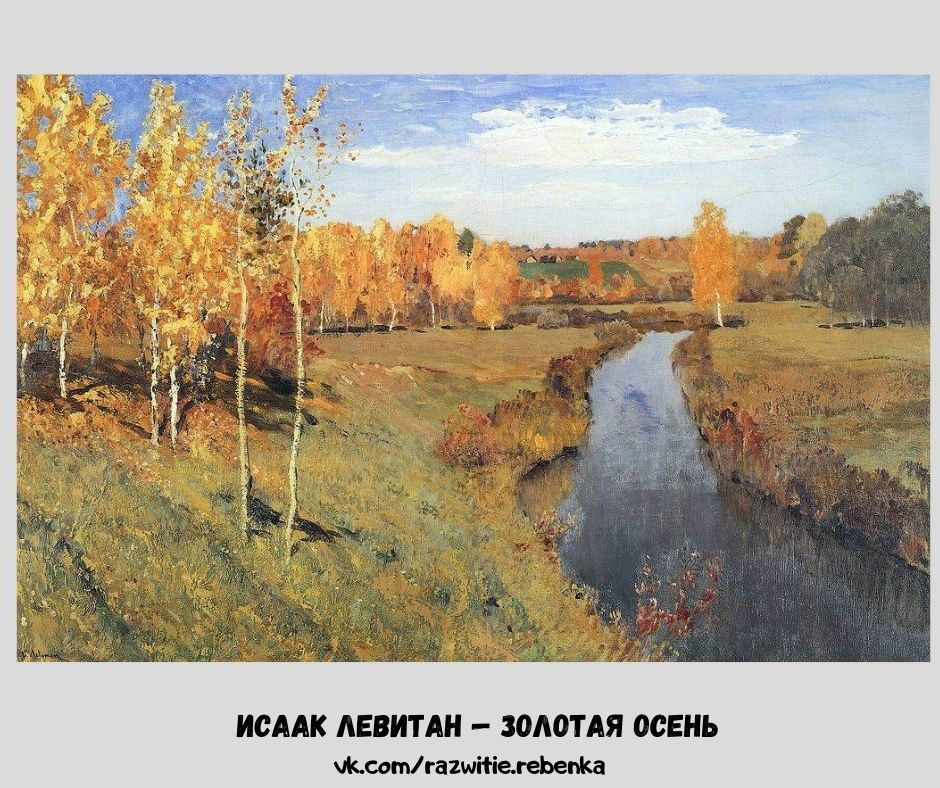 ИСААК ЛЕВИТАН – ЗОЛОТАЯ ОСЕНЬ
vk.com/razwitie.rebenka